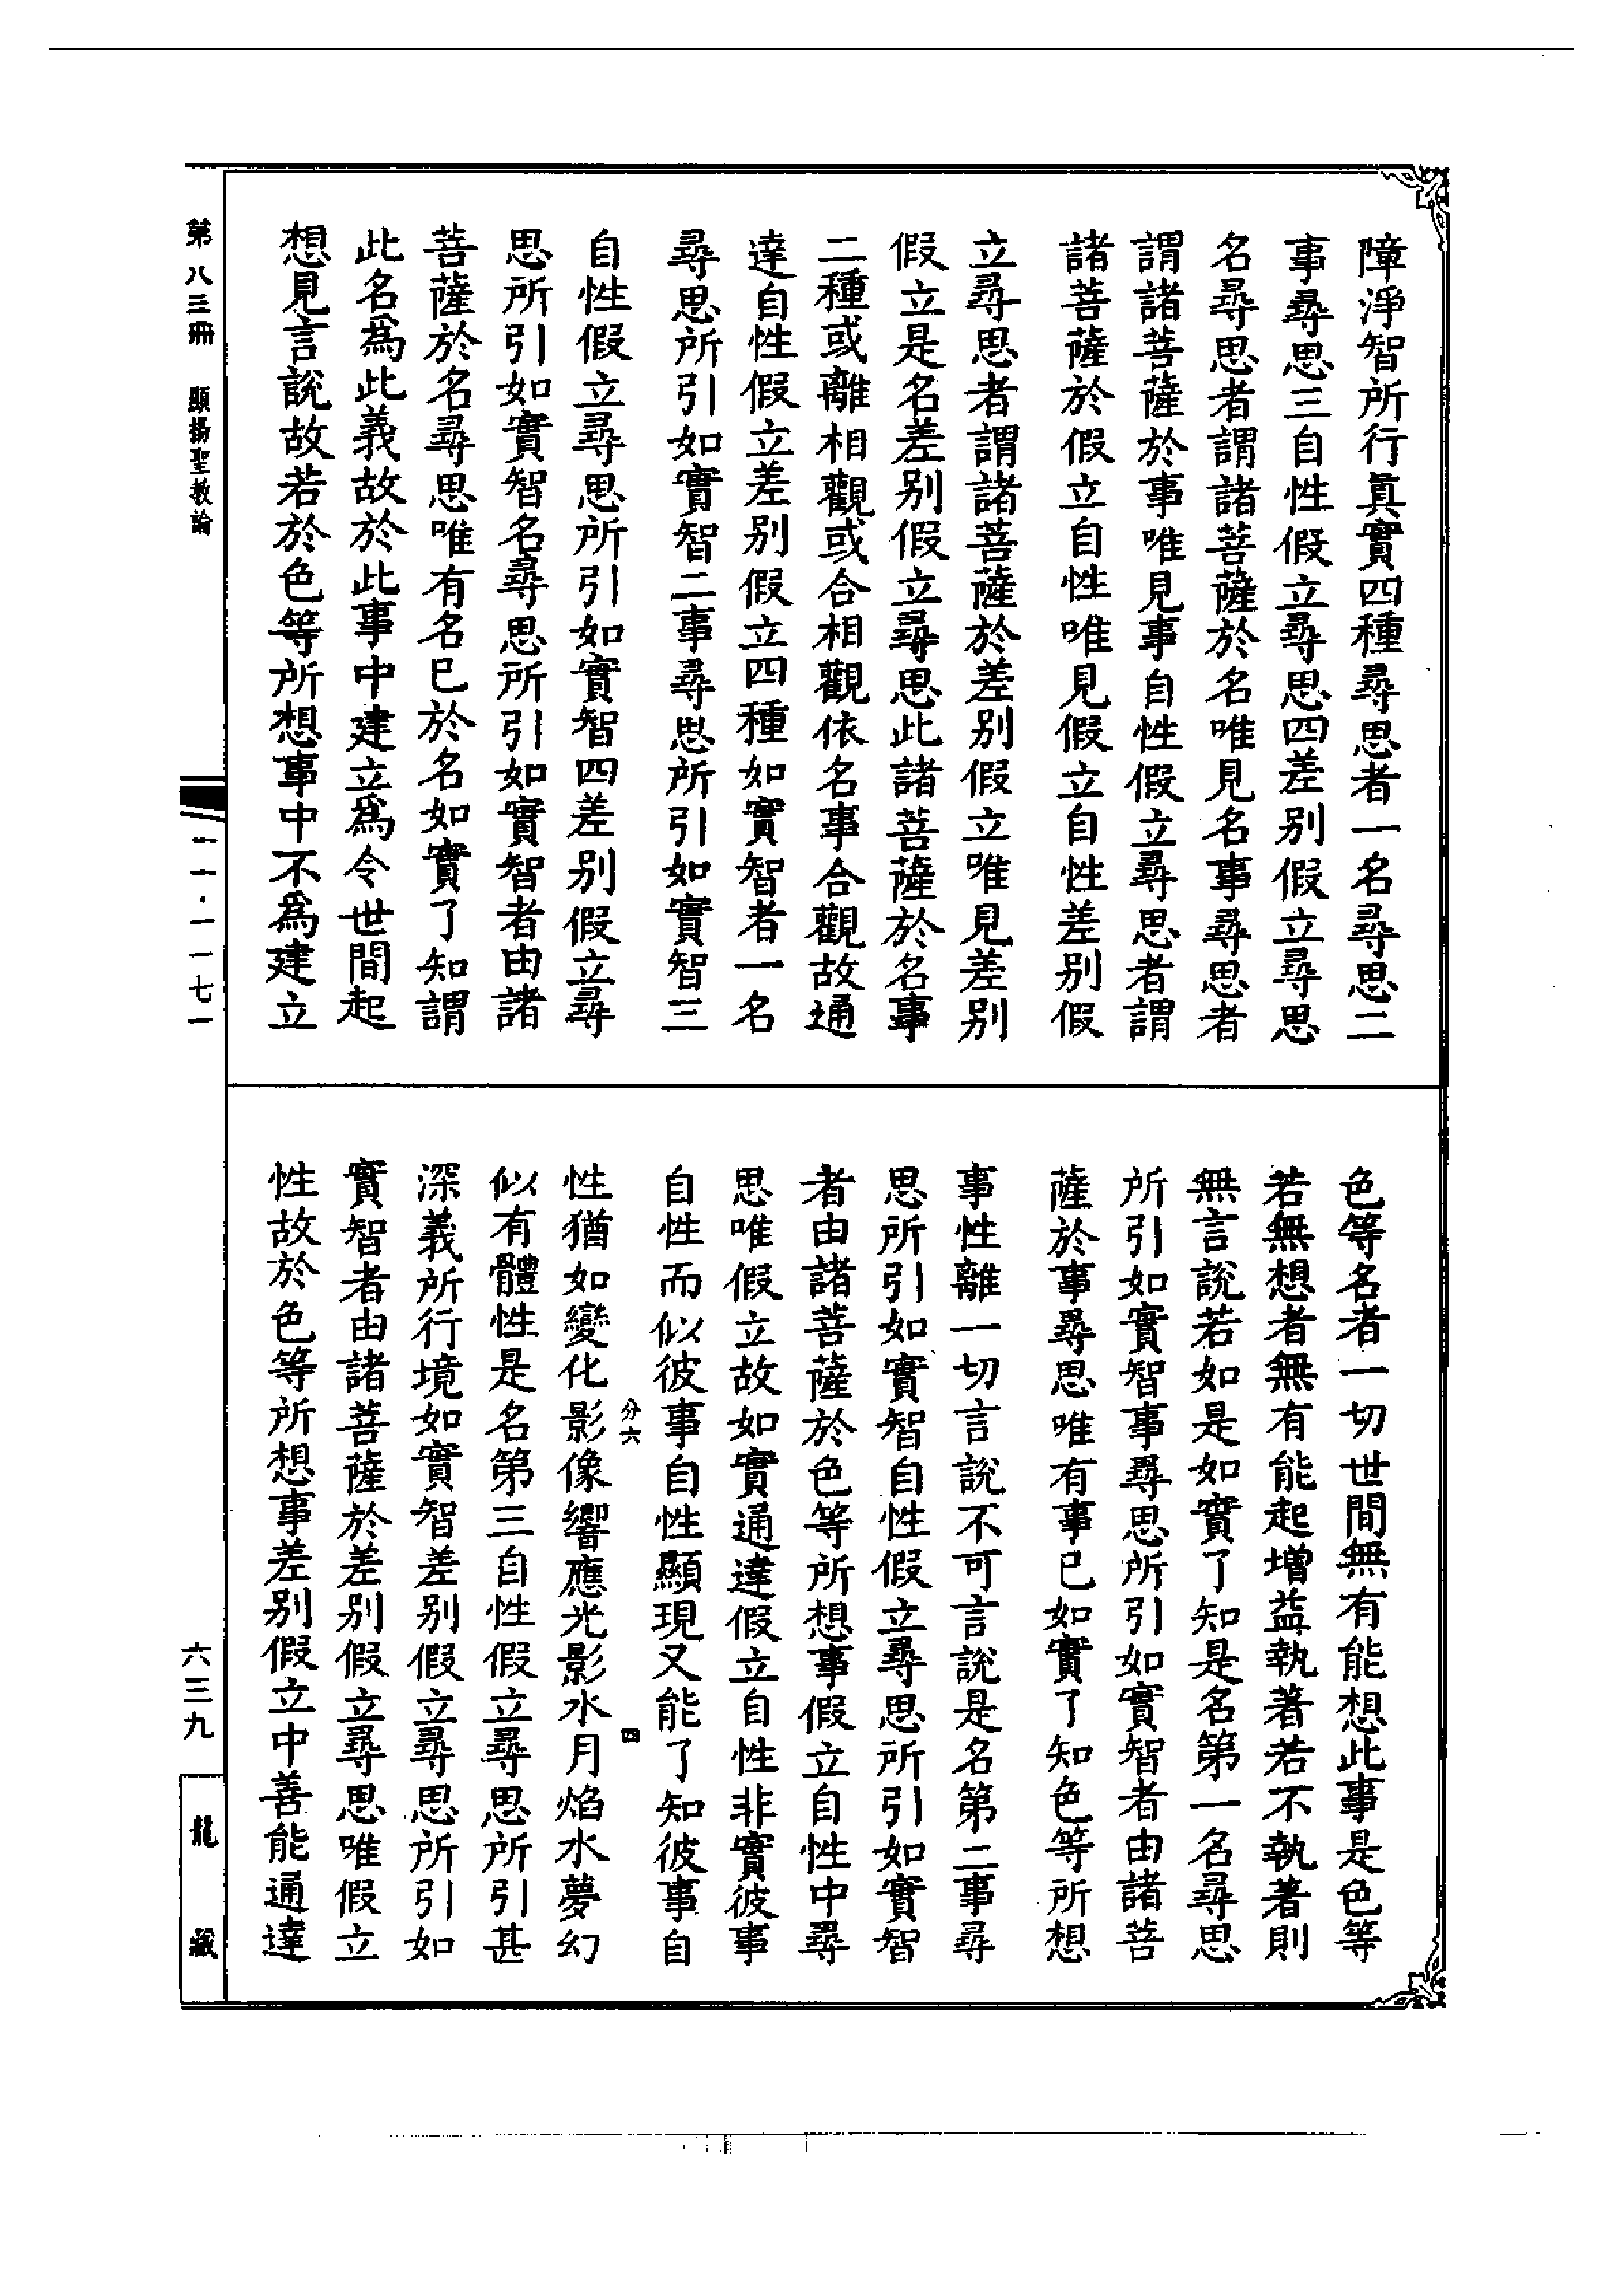 障淨智所行眞實四種尋思者一名尋思二
事尋思三自性假立尋思四差别假立尋思
名尋思者謂諸菩薩於名唯見名事尋思者
謂諸菩薩於事唯見事自性假立尋思者謂
諸菩薩於假立自性唯見假立自性差别假
立尋思者謂諸菩薩於差别假立唯見差别
假立是名差别假立尋思此諸菩薩於名事
二種或離相觀或合相觀依名事合觀故通
達自性假立差别假立四種如實智者一名
尋思所引如實智二事尋思所引如實智三
自性假立尋思所引如實智四差别假立尋
思所引如實智名尋思所引如實智者由諸
菩薩於名尋思唯有名已於名如實了知謂
此名爲此義故於此事中建立爲令世間起
想見言說故若於色等所想事中不爲建立
色等名者一切世間無有能想此事是色等
若無想者無有能起增益執著若不執著則
無言說若如是如實了知是名第一名尋思
所引如實智事尋思所引如實智者由諸菩
薩於事尋思唯有事已如實了知色等所想
事性離一切言說不可言說是名第二事尋
思所引如實智自性假立尋思所引如實智
者由諸菩薩於色等所想事假立自性中尋
思唯假立故如實通達假立自性非實彼事
自性而似彼事自性顯現又能了知彼事自
分六 四
性猶如變化影像響應光影水月焰水夢幻
似有體性是名第三自性假立尋思所引甚
深義所行境如實智差别假立尋思所引如
實智者由諸菩薩於差别假立尋思唯假立
性故於色等所想事差别假立中善能通達
第八三冊 顯揚聖教論
一一·一一七一
六三九
龍藏